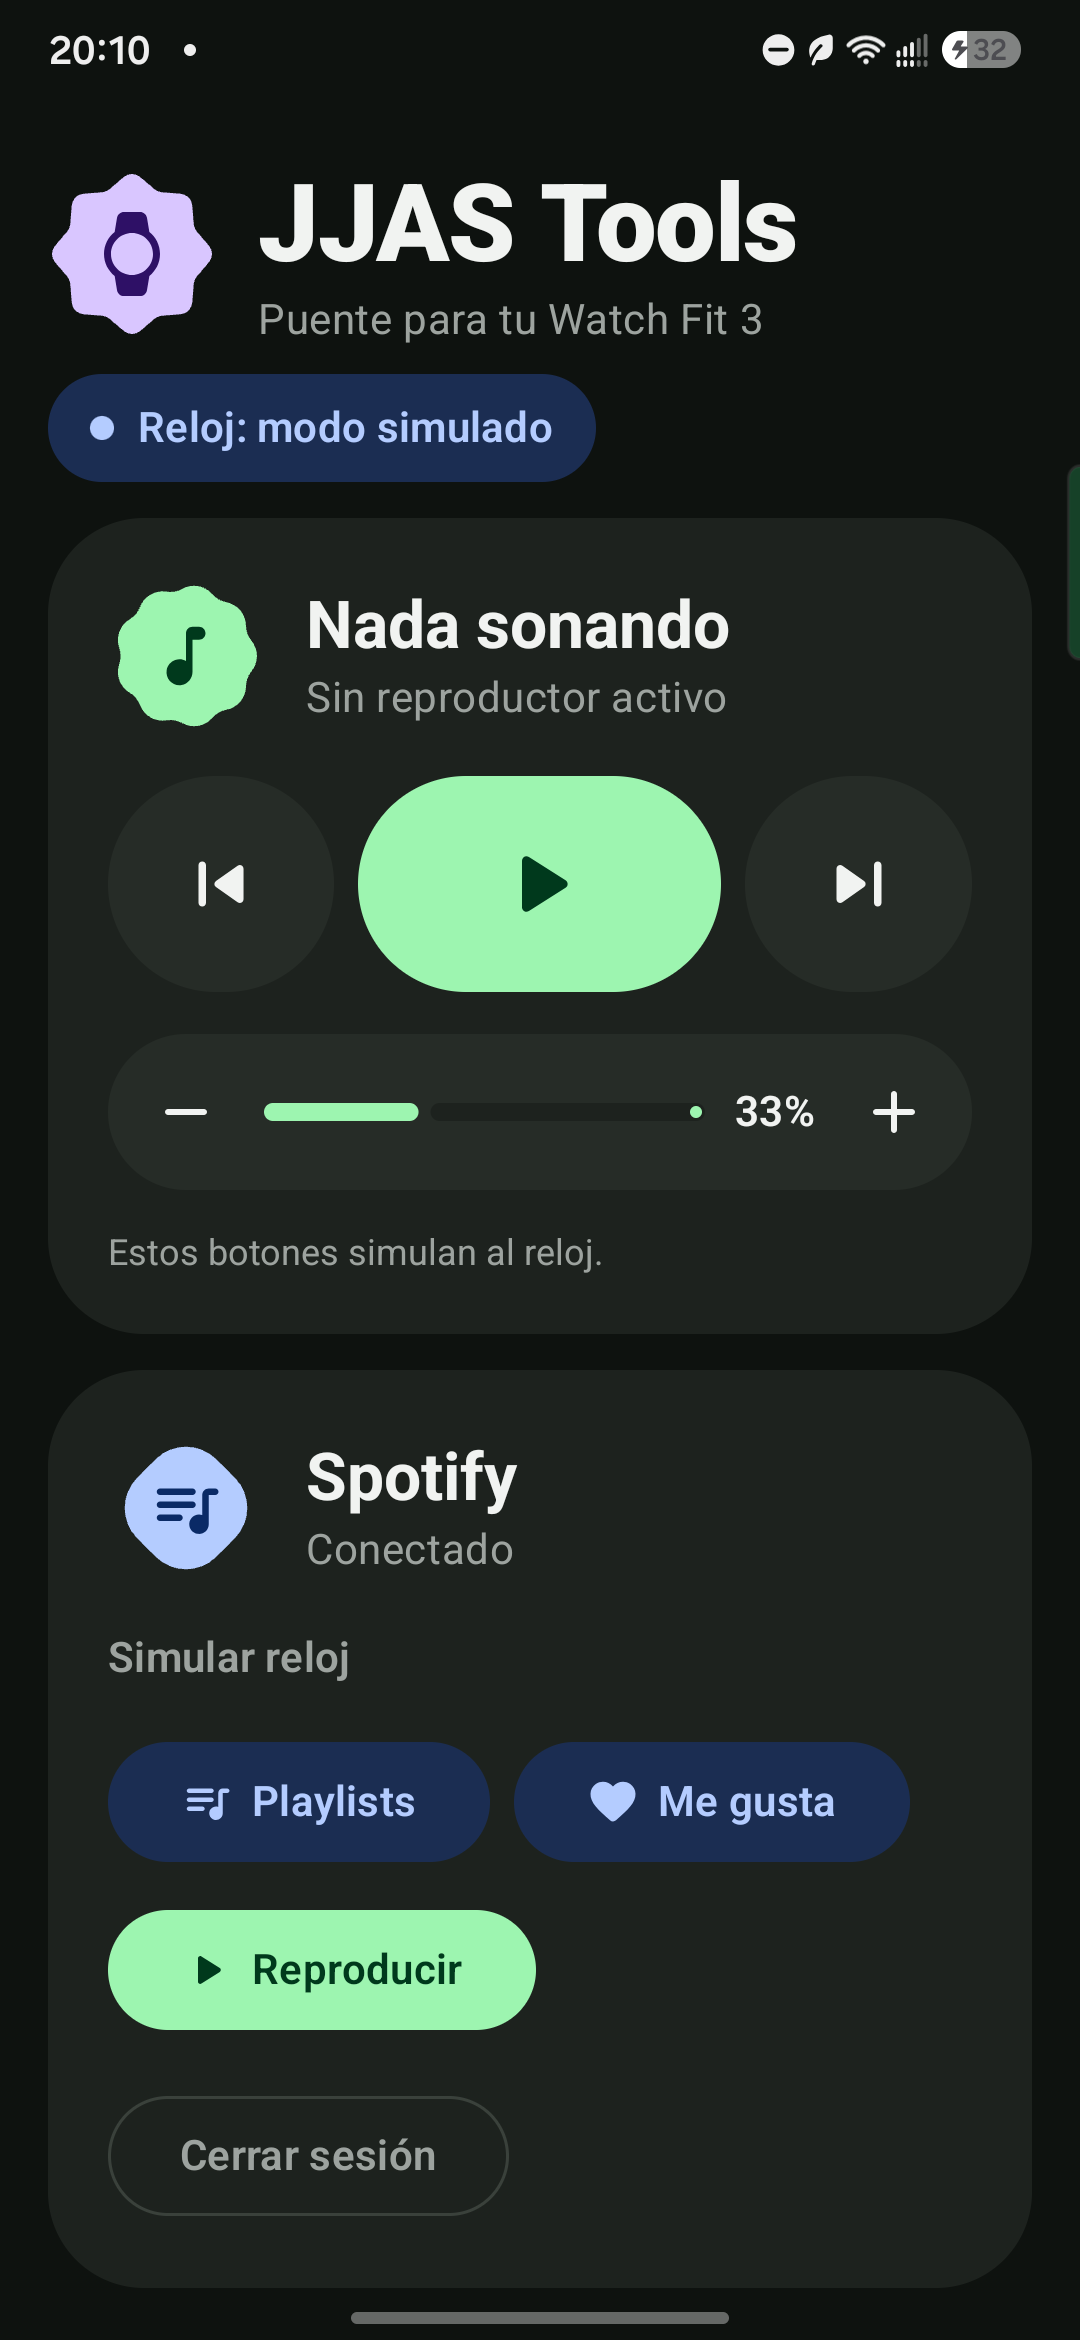 20:10
32
JJAS Tools
Puente para tu Watch Fit 3
Reloj: modo simulado
Nada sonando
Sin reproductor activo
33%
Estos botones simulan al reloj.
Spotify
Conectado
Simular reloj
Playlists
Me gusta
Reproducir
Cerrar sesión